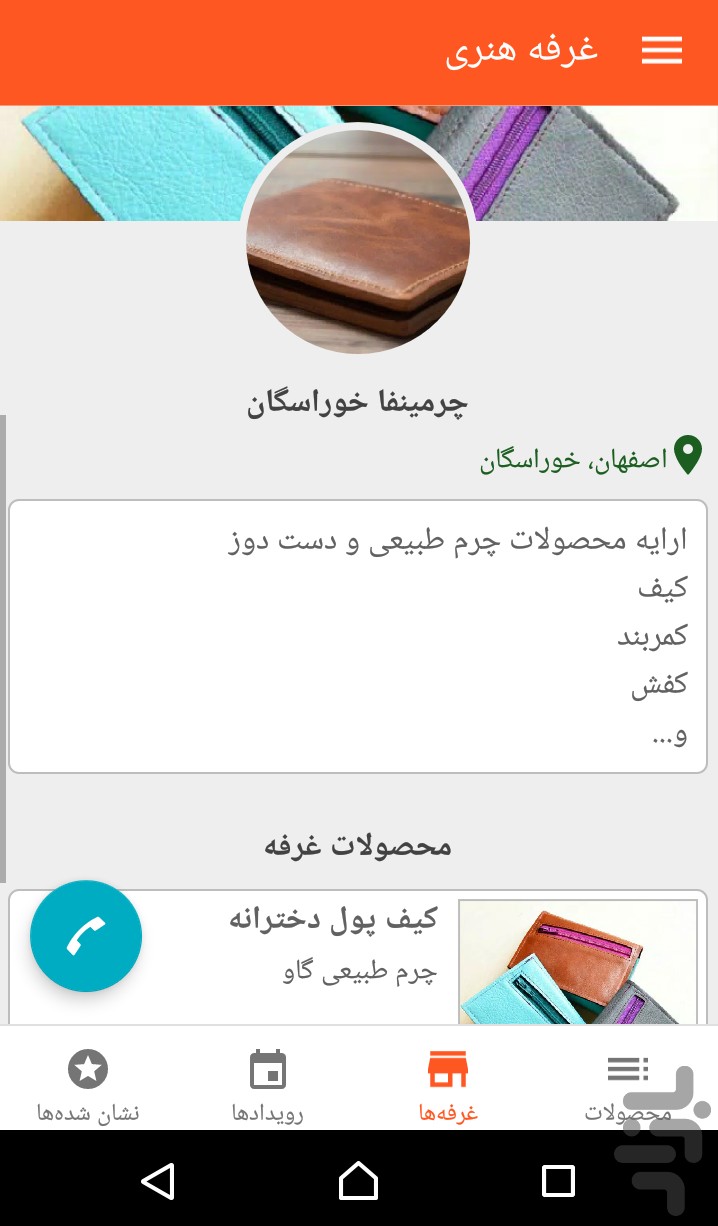 غرفه هنری
چرمینفا خوراسگان
اصفهان، خوراسگان
ارایه محصولات چرم طبیعی و دست دوز
کیف
کمربند
کفش
و...
محصولات غرفه
کیف پول دخترانه
چرم طبیعی گاو
محصولات
غرفه‌ها
رویدادها
نشان شده‌ها